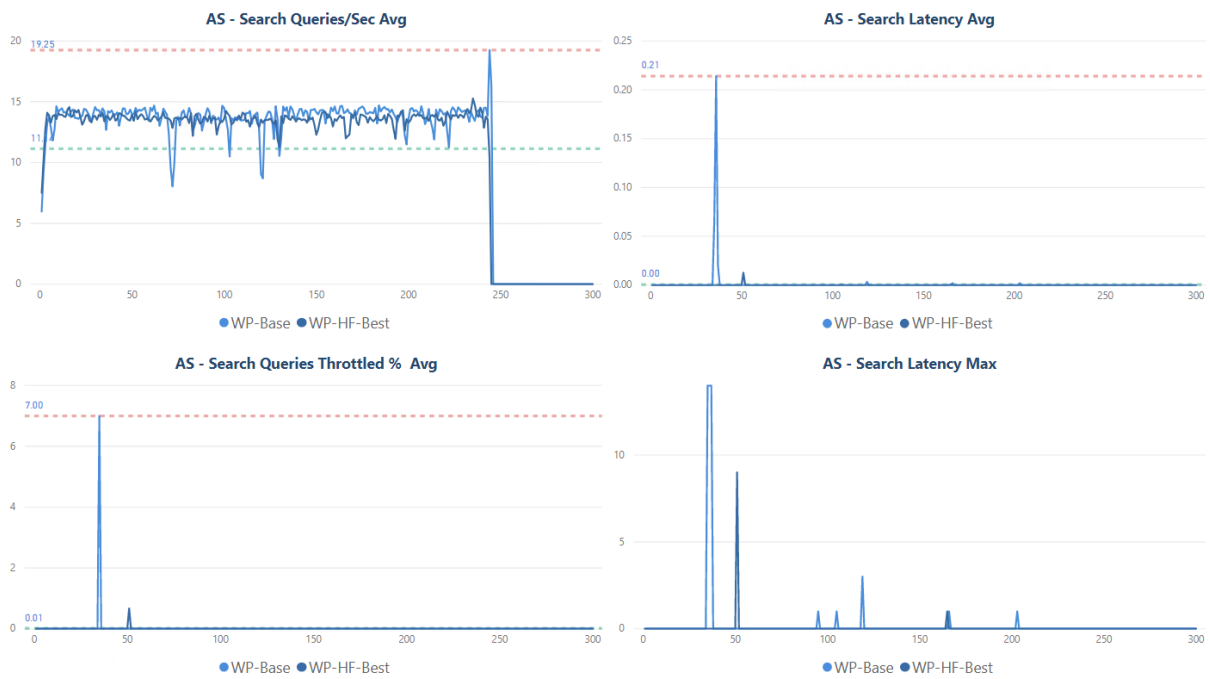 AS - Search Queries/Sec Avg
20
19.25
15
10
5
0
0 50 100 150 200 250 300
WP-Base WP-HF-Best
AS - Search Latency Avg
0.25
0.21
0.20
0.15
0.10
0.05
0.00
0.00
0 50 100 150 200 250 300
WP-Base WP-HF-Best
AS - Search Queries Throttled % Avg
8
7.00
6
4
2
0.01
0
0 50 100 150 200 250 300
WP-Base WP-HF-Best
AS - Search Latency Max
10
5
0
0 50 100 150 200 250 300
WP-Base WP-HF-Best